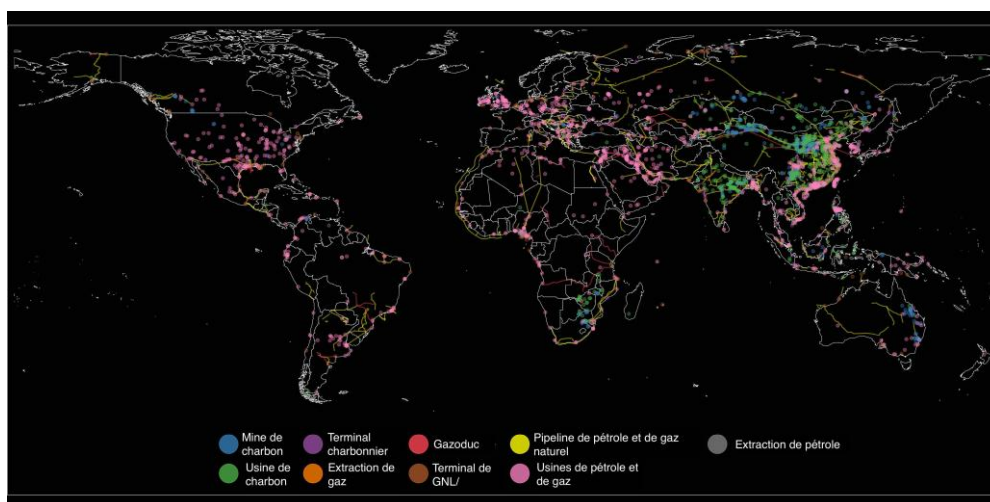 Mine de
charbon
Terminal
charbonnier
Gazoduc
Pipeline de pétrole et de gaz
naturel
Extraction de pétrole
Usine de
charbon
Extraction de
gaz
Terminal de
GNL/
Usines de pétrole et
de gaz